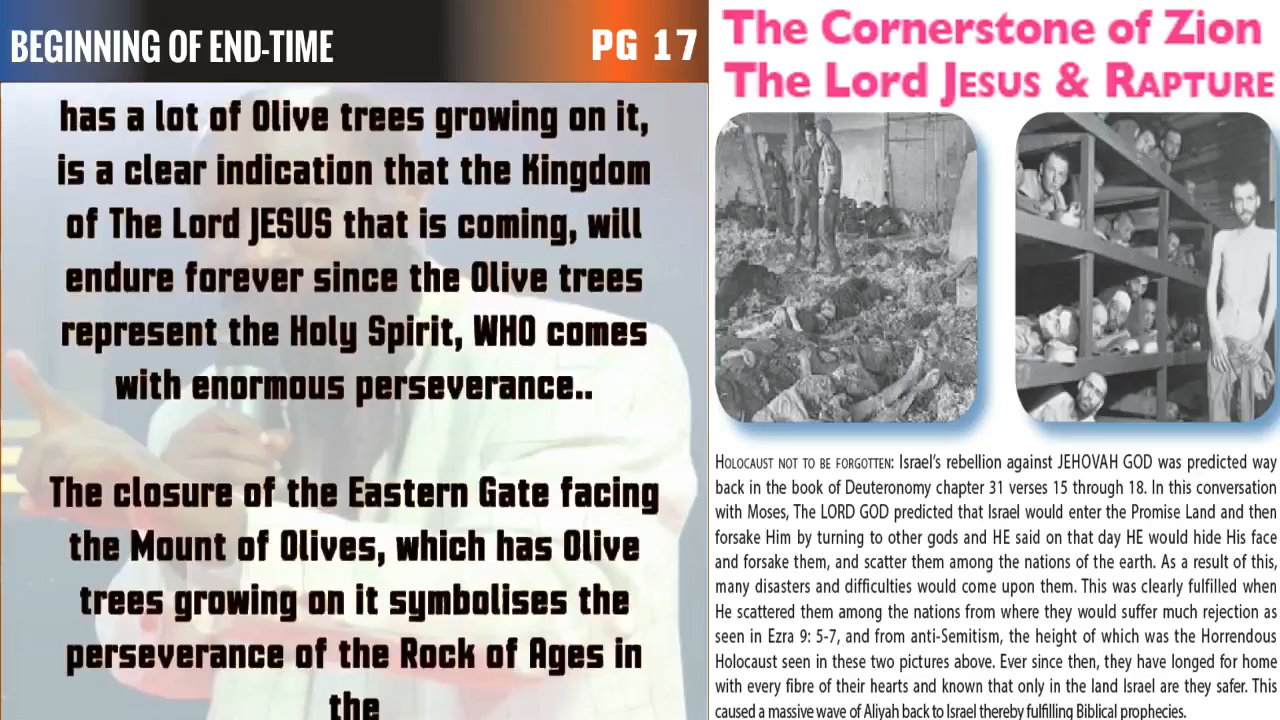 BEGINNING OF END-TIME
PG 17
has a lot of Olive trees growing on it,
is a clear indication that the Kingdom
of The Lord JESUS that is coming, will
endure forever since the Olive trees
represent the Holy Spirit, WHO comes
with enormous perseverance..
The closure of the Eastern Gate facing
the Mount of Olives, which has Olive
trees growing on it symbolises the
perseverance of the Rock of Ages in
the
The Cornerstone of Zion
The Lord JESUS & RAPTURE
HOLOCAUST NOT TO BE FORGOTTEN: Israel's rebellion against JEHOVAH GOD was predicted way
back in the book of Deuteronomy chapter 31 verses 15 through 18. In this conversation
with Moses, The LORD GOD predicted that Israel would enter the Promise Land and then
forsake Him by turning to other gods and HE said on that day HE would hide His face
and forsake them, and scatter them among the nations of the earth. As a result of this,
many disasters and difficulties would come upon them. This was clearly fulfilled when
He scattered them among the nations from where they would suffer much rejection as
seen in Ezra 9: 5-7, and from anti-Semitism, the height of which was the Horrendous
Holocaust seen in these two pictures above. Ever since then, they have longed for home
with every fibre of their hearts and known that only in the land Israel are they safer. This
caused a massive wave of Aliyah back to Israel thereby fulfilling Biblical prophecies.